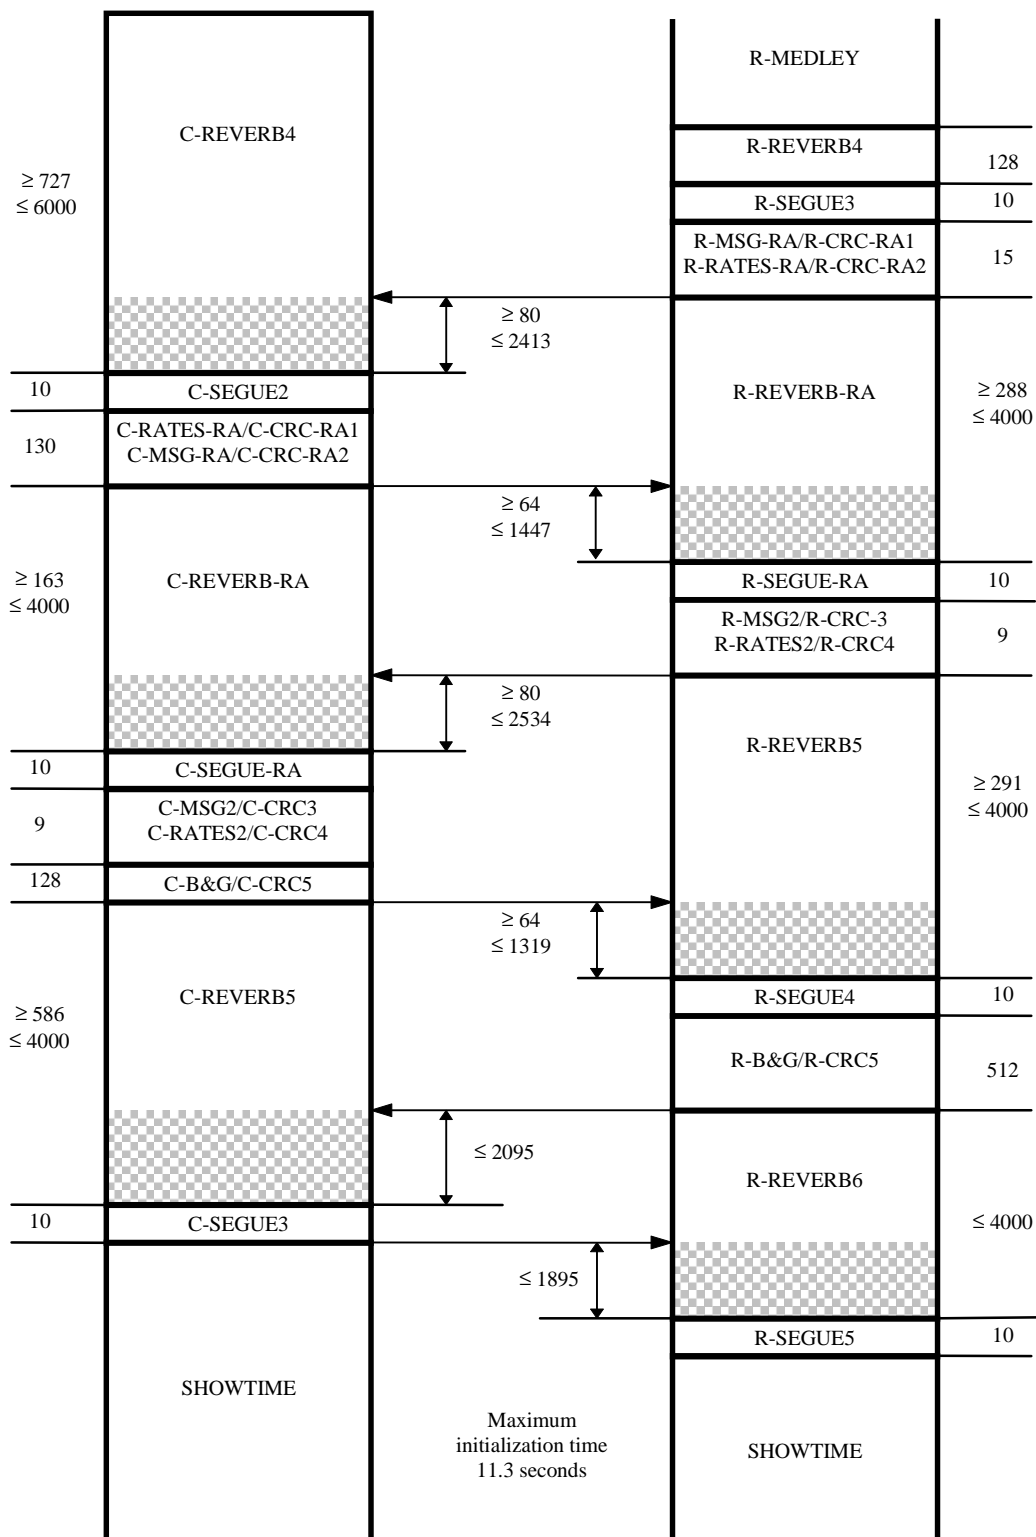 R-MEDLEY
C-REVERB4
R-REVERB4
128
≥ 727
≤ 6000
R-SEGUE3
10
R-MSG-RA/R-CRC-RA1
R-RATES-RA/R-CRC-RA2
15
≥ 80
≤ 2413
10
C-SEGUE2
R-REVERB-RA
≥ 288
≤ 4000
130
C-RATES-RA/C-CRC-RA1
C-MSG-RA/C-CRC-RA2
≥ 64
≤ 1447
≥ 163
≤ 4000
C-REVERB-RA
R-SEGUE-RA
10
R-MSG2/R-CRC-3
R-RATES2/R-CRC4
9
≥ 80
≤ 2534
R-REVERB5
10
C-SEGUE-RA
≥ 291
≤ 4000
9
C-MSG2/C-CRC3
C-RATES2/C-CRC4
128
C-B&G/C-CRC5
≥ 64
≤ 1319
≥ 586
≤ 4000
C-REVERB5
R-SEGUE4
10
R-B&G/R-CRC5
512
≤ 2095
R-REVERB6
10
C-SEGUE3
≤ 4000
≤ 1895
R-SEGUE5
10
SHOWTIME
Maximum
initialization time
11.3 seconds
SHOWTIME